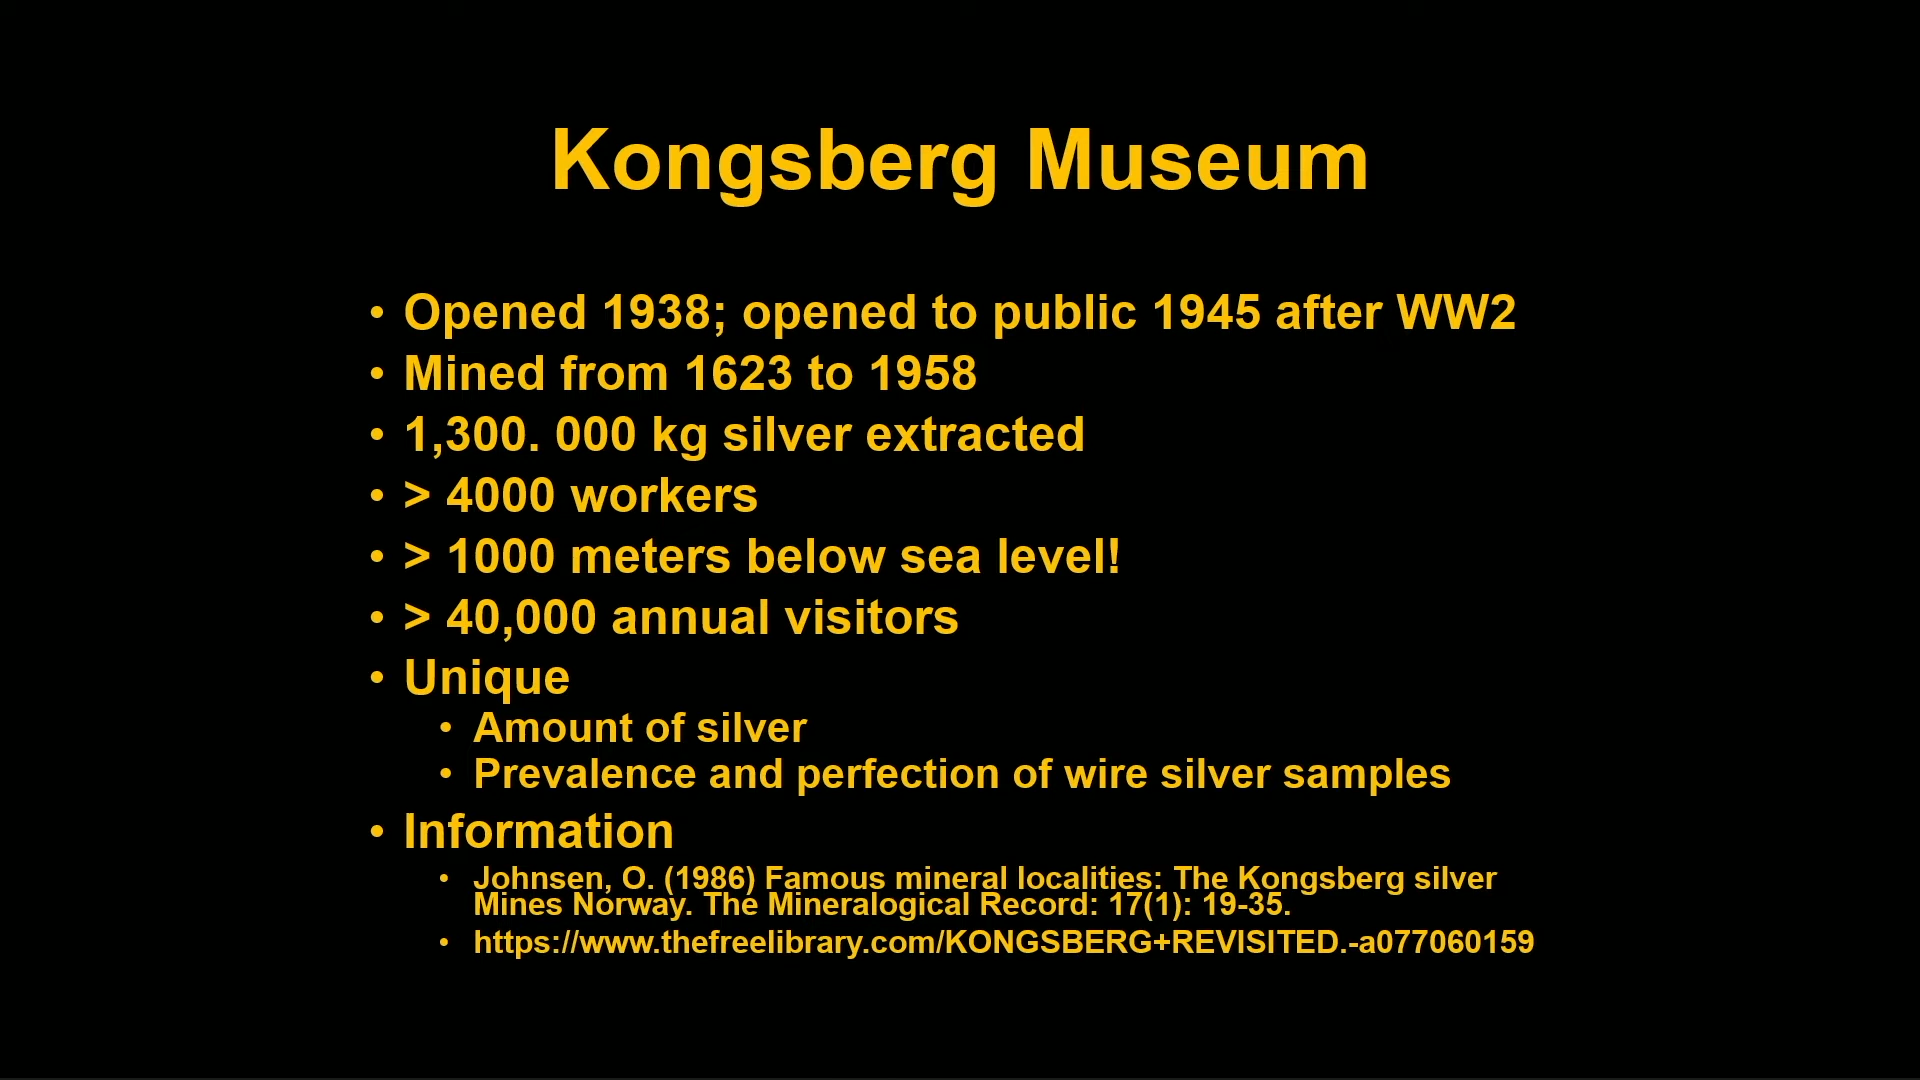 Kongsberg Museum
• Opened 1938; opened to public 1945 after WW2
• Mined from 1623 to 1958
• 1,300. 000 kg silver extracted
• > 4000 workers
• > 1000 meters below sea level!
• > 40,000 annual visitors
• Unique
• Amount of silver
• Prevalence and perfection of wire silver samples
• Information
• Johnsen, O. (1986) Famous mineral localities: The Kongsberg silver
Mines Norway. The Mineralogical Record: 17(1): 19-35.
• https://www.thefreelibrary.com/KONGSBERG+REVISITED.-a077060159